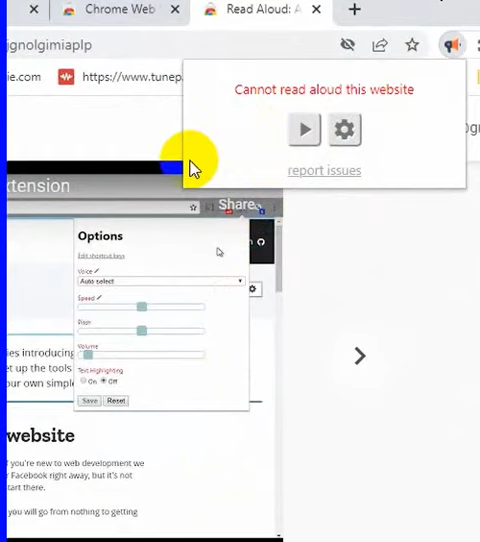 Chrome Web
Read Aloud: A
jgnolgimiaplp
ie.com
https://www.tunep
Cannot read aloud this website
report issues
xtension
Share
Options
Edit shortcut keys
Voice
Auto select
Speed
Pitch
Volume
Text Highlighting
On Off
Save Reset
ies introducing
et up the tools
our own simpl
website
f you're new to web development we
r Facebook right away, but it's not
start there.
you will go from nothing to getting